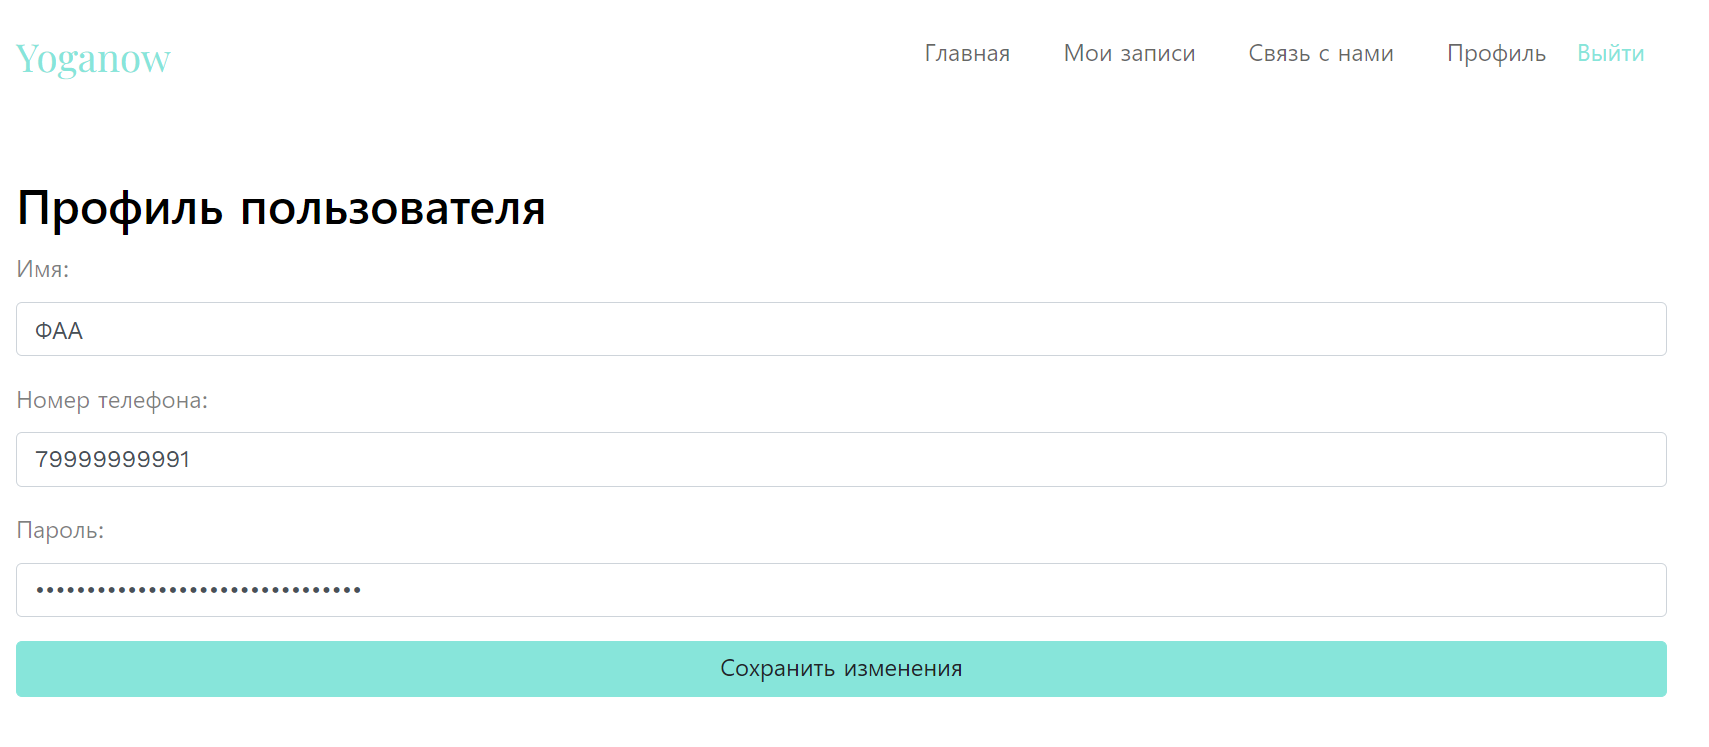 Yoganow
Главная Мои записи Связь с нами Профиль Выйти
Профиль пользователя
Имя:
ФАА
Номер телефона:
79999999991
Пароль:
••••••••••••••••••••••••••••••••
Сохранить изменения